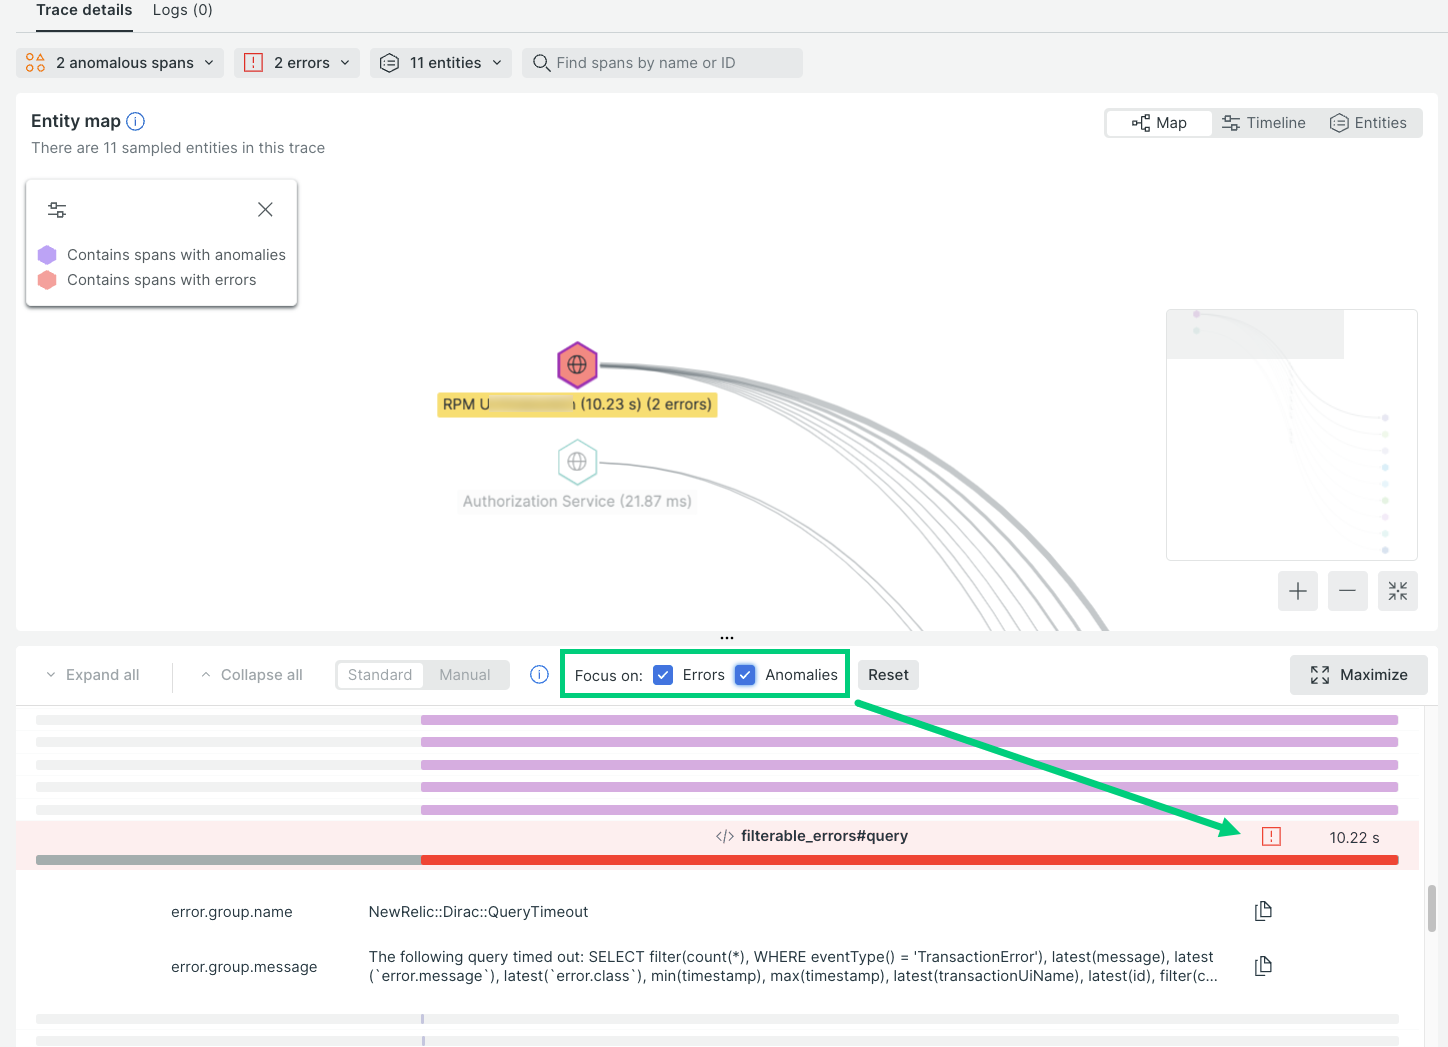 Trace details
Logs (0)
2 anomalous spans
2 errors
11 entities
Find spans by name or ID
Entity map
There are 11 sampled entities in this trace
Map
Timeline
Entities
Contains spans with anomalies
Contains spans with errors
RPM U (10.23 s) (2 errors)
Authorization Service (21.87 ms)
Expand all
Collapse all
Standard
Manual
Focus on:
Errors
Anomalies
Reset
Maximize
</> filterable_errors#query
10.22 s
error.group.name
NewRelic::Dirac::QueryTimeout
error.group.message
The following query timed out: SELECT filter(count(*), WHERE eventType() = 'TransactionError'), latest(message), latest
(`error.message`), latest(`error.class`), min(timestamp), max(timestamp), latest(transactionUiName), latest(id), filter(c...